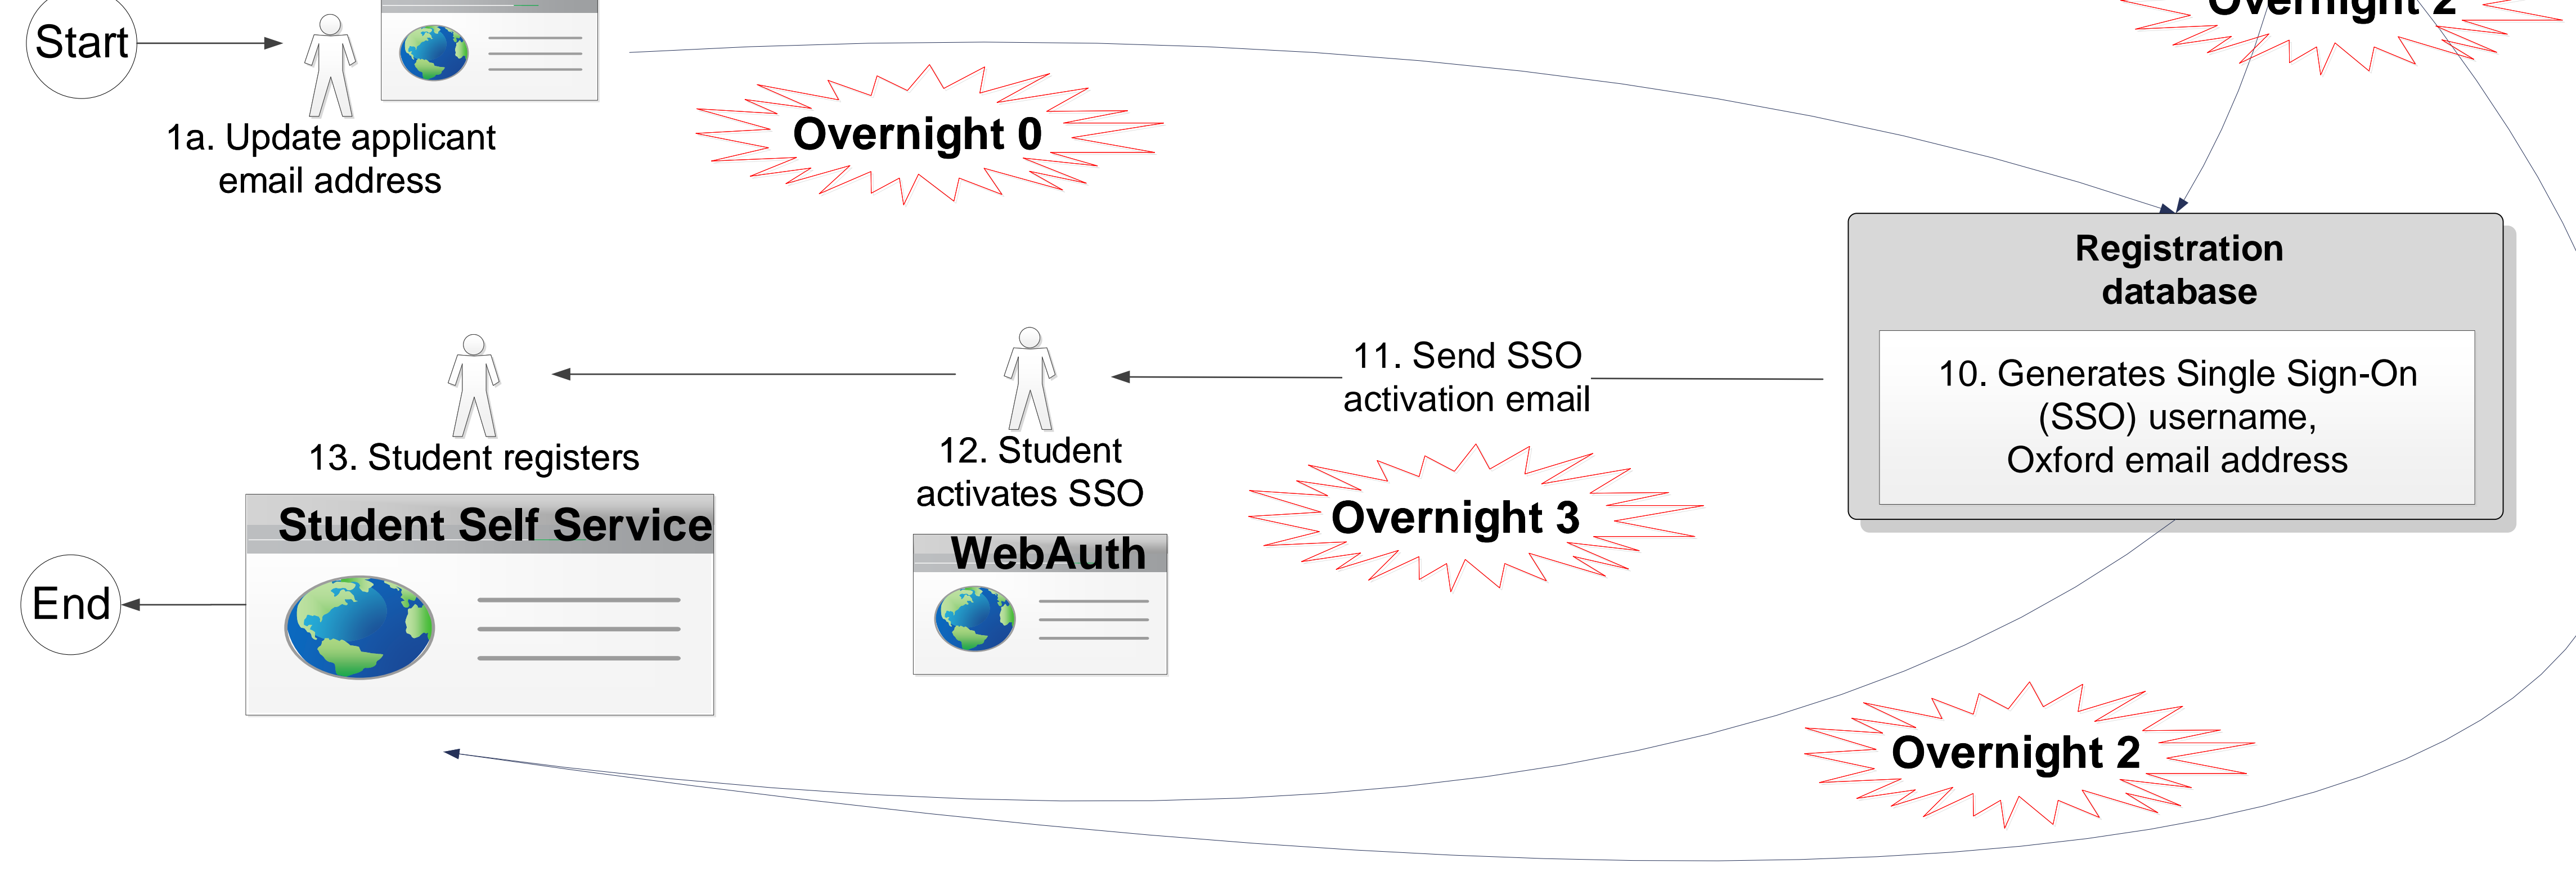 Overnight 2
Start
1a. Update applicant
email address
Overnight 0
Registration
database
10. Generates Single Sign-On
(SSO) username,
Oxford email address
11. Send SSO
activation email
12. Student
activates SSO
13. Student registers
Student Self Service
WebAuth
Overnight 3
End
Overnight 2